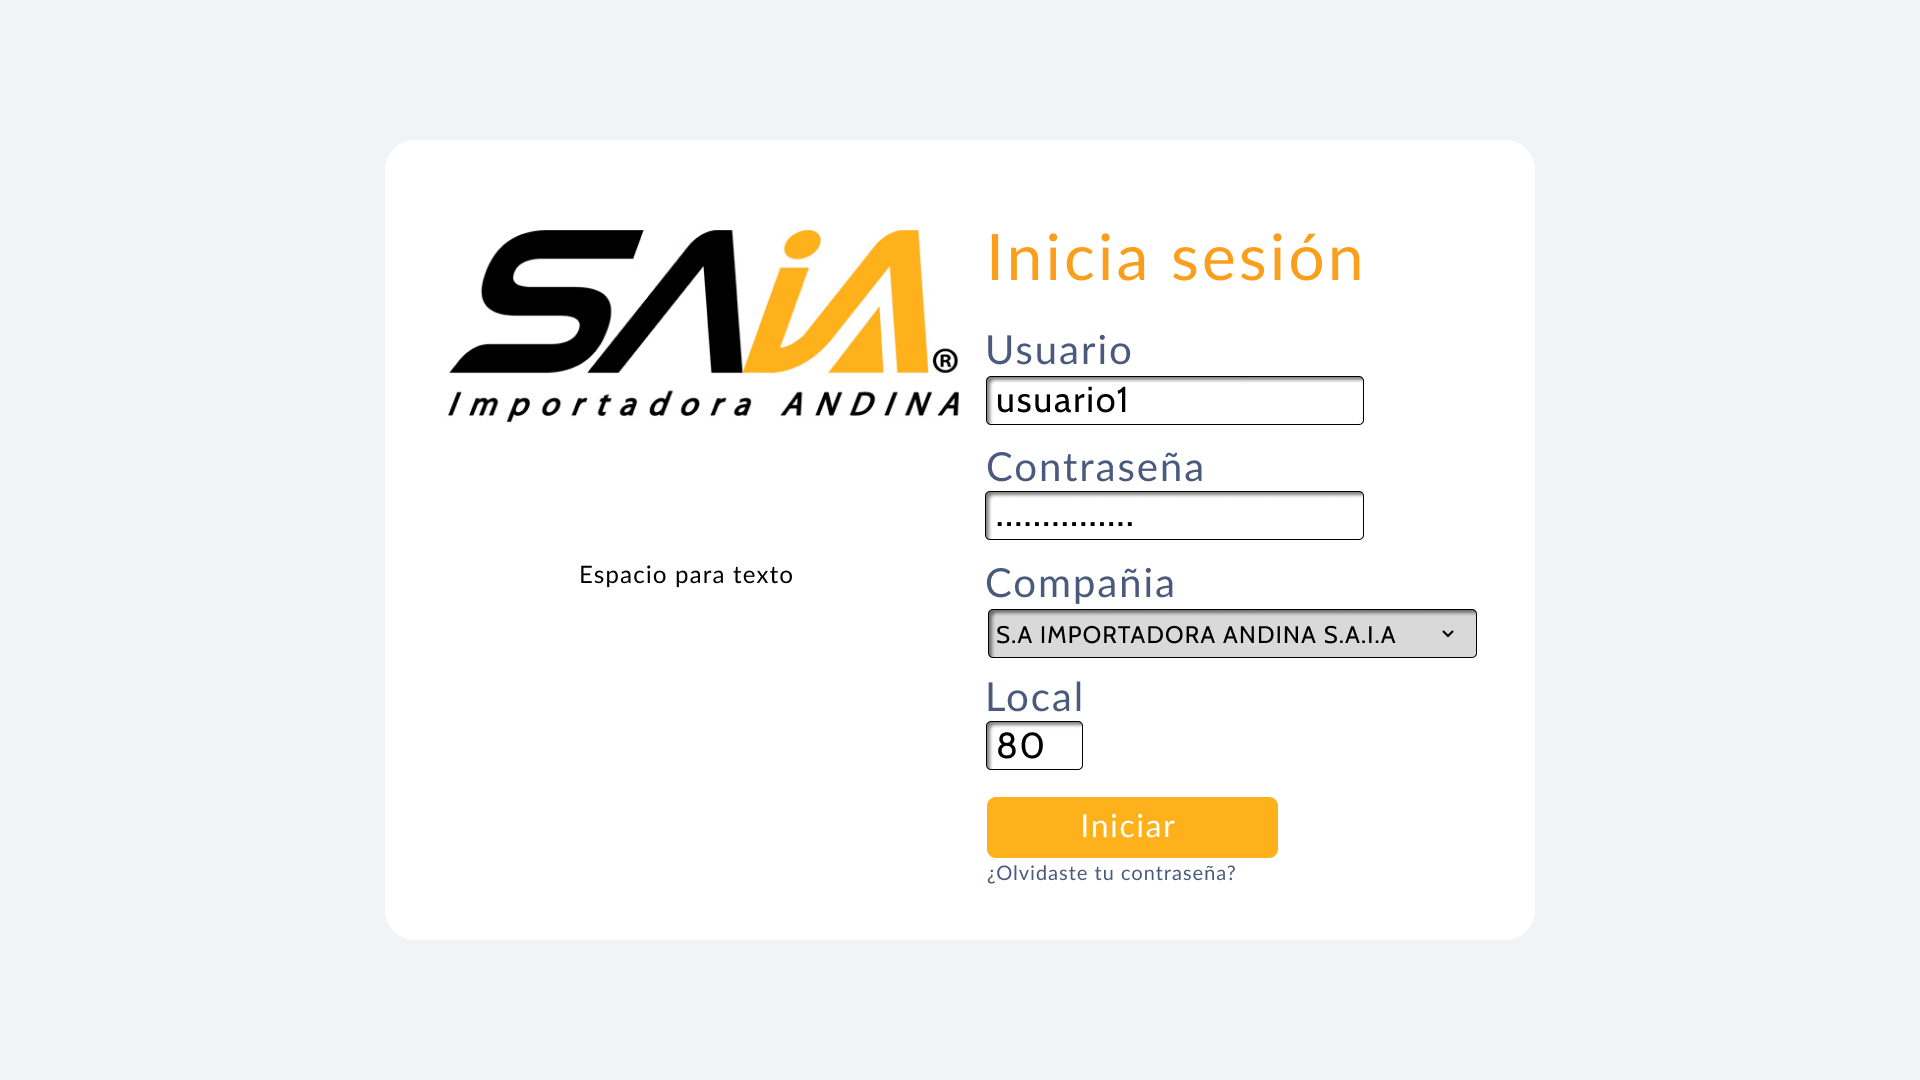 SAiA®
Importadora ANDINA
Espacio para texto
Inicia sesión
Usuario
usuario1
Contraseña
...............
Compañia
S.A IMPORTADORA ANDINA S.A.I.A
Local
80
Iniciar
¿Olvidaste tu contraseña?